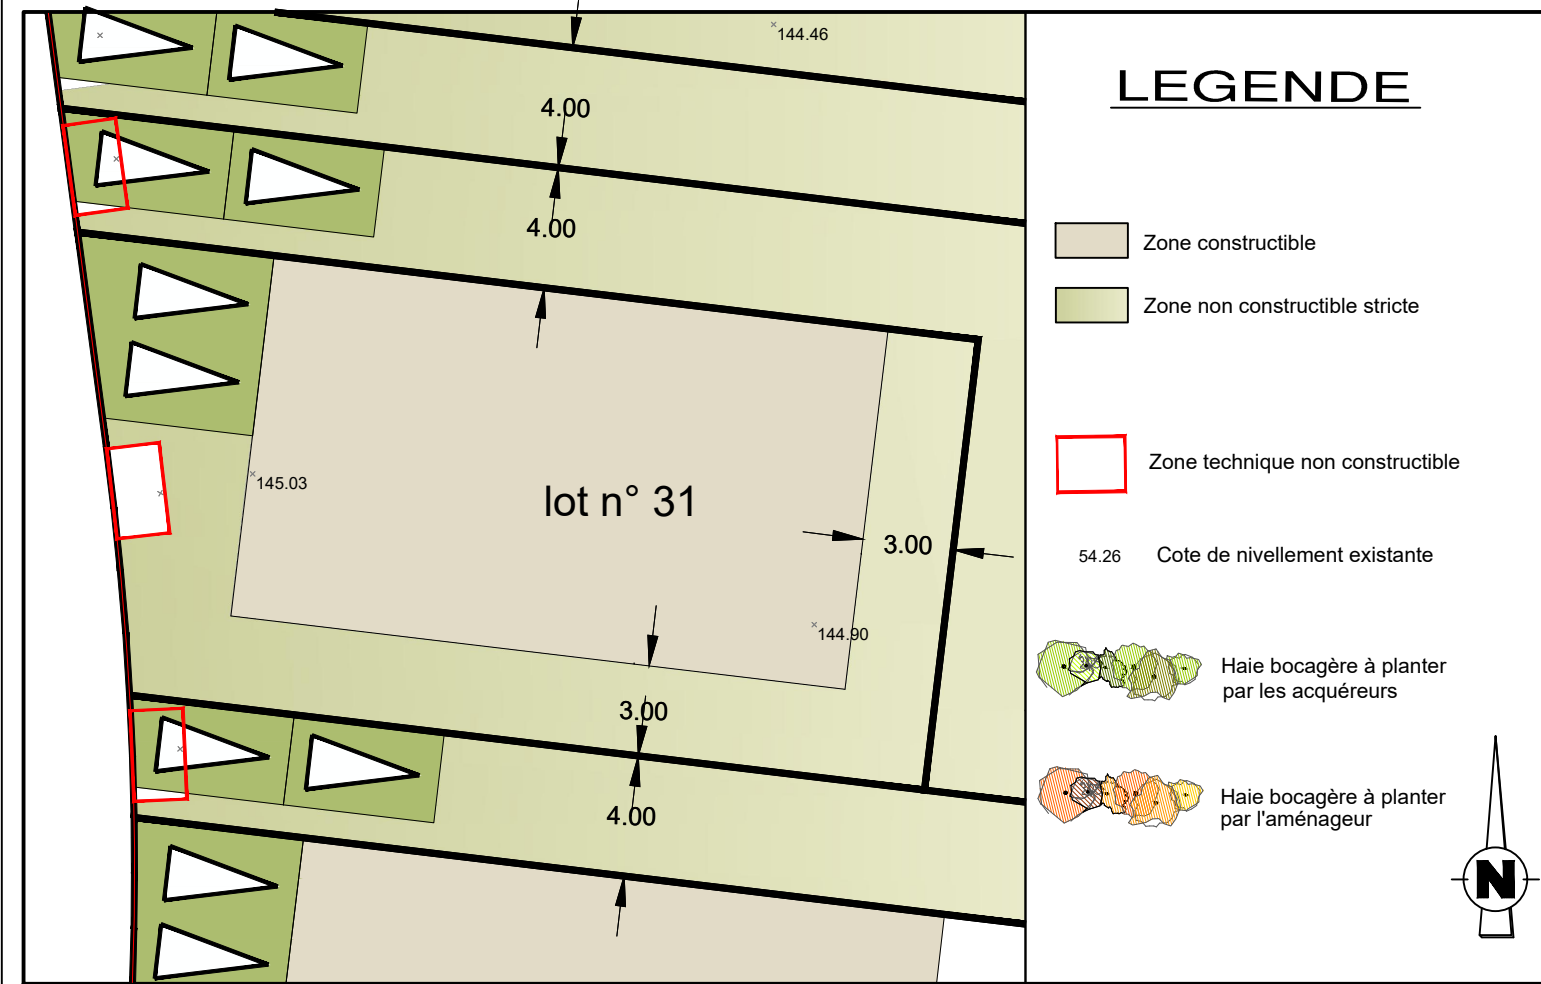 144.46
4.00
4.00
145.03
lot n° 31
3.00
144.90
3.00
4.00
LEGENDE
Zone constructible
Zone non constructible stricte
Zone technique non constructible
54.26 Cote de nivellement existante
Haie bocagère à planter
par les acquéreurs
Haie bocagère à planter
par l'aménageur
N